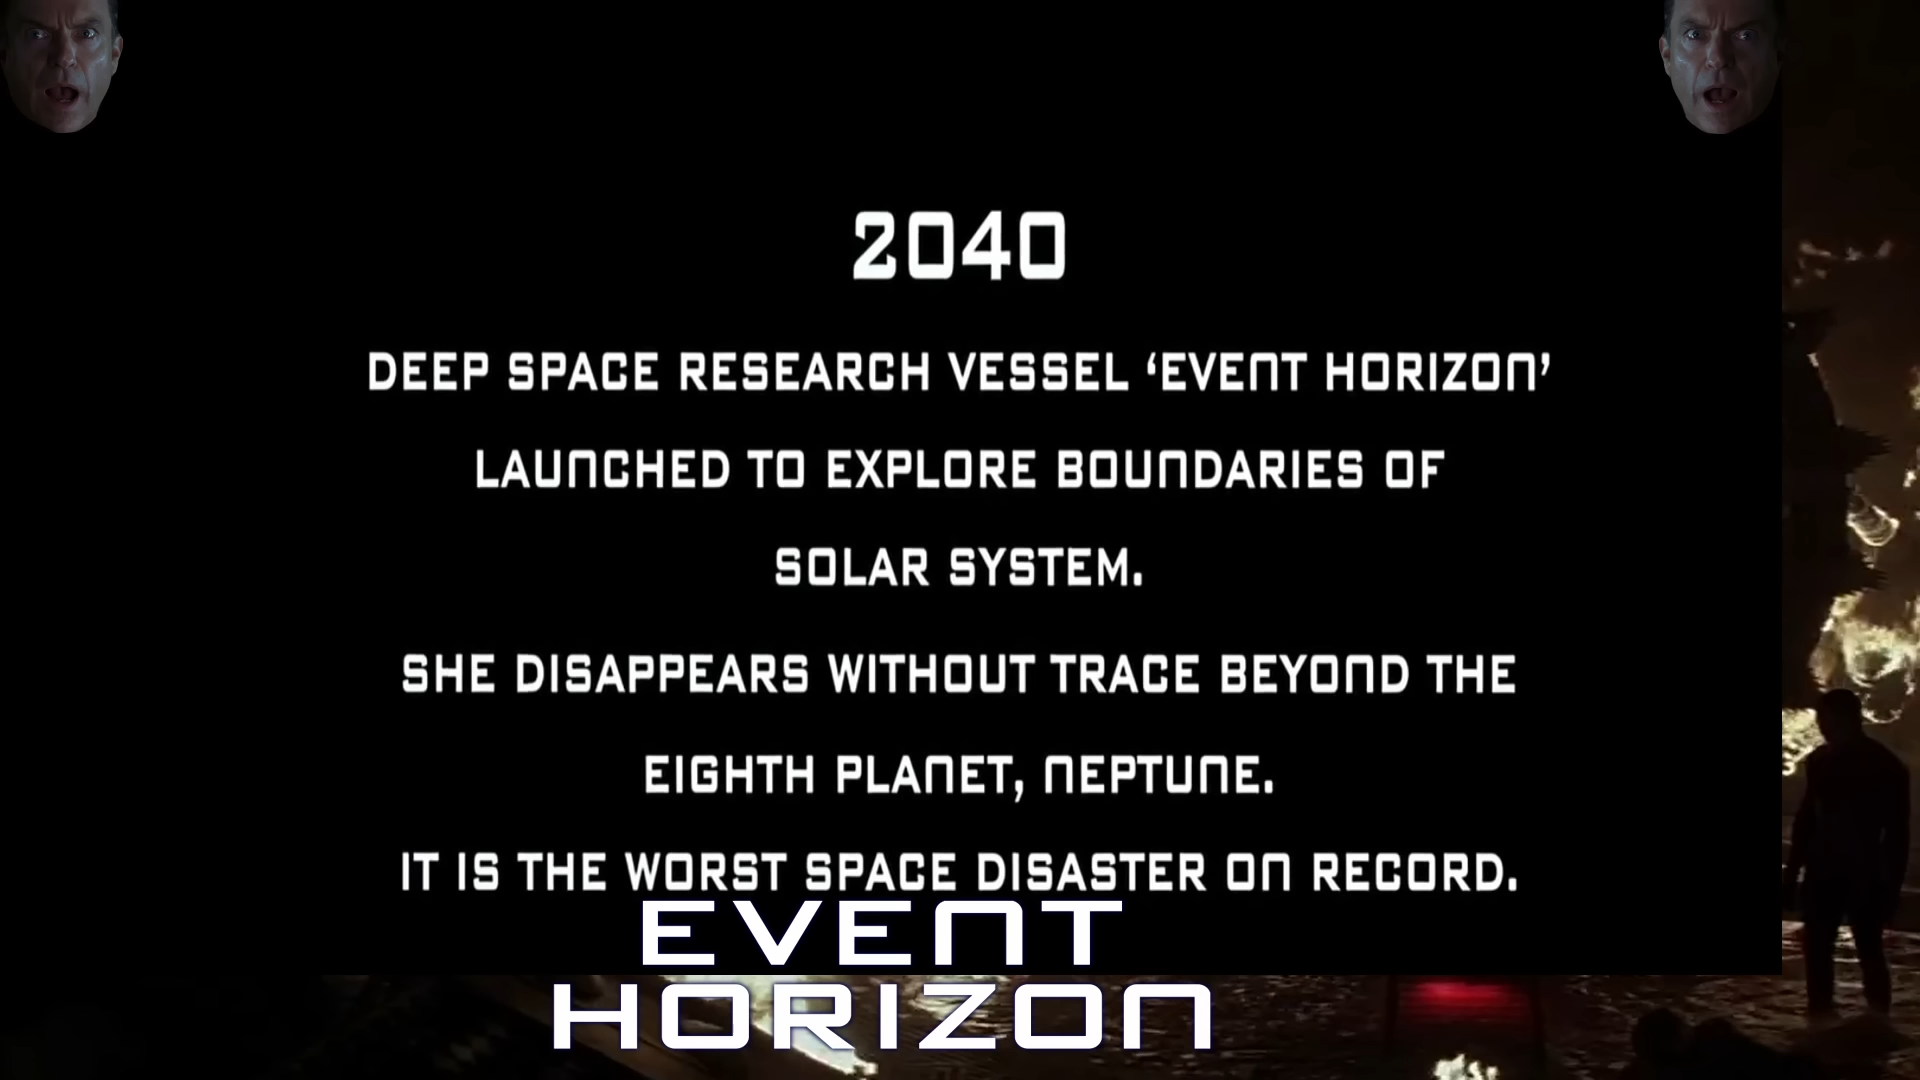 2040
DEEP SPACE RESEARCH VESSEL ‘EVENT HORIZON’
LAUNCHED TO EXPLORE BOUNDARIES OF
SOLAR SYSTEM.
SHE DISAPPEARS WITHOUT TRACE BEYOND THE
EIGHTH PLANET, NEPTUNE.
IT IS THE WORST SPACE DISASTER ON RECORD.
EVENT
HORIZON